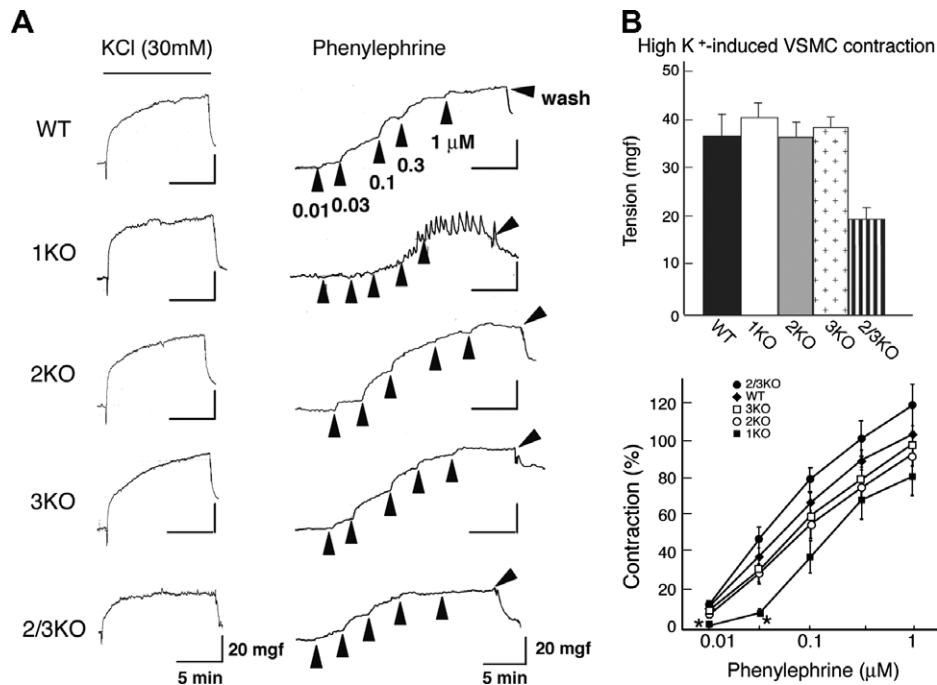 A
KCl (30mM)
Phenylephrine
WT
wash
1 μM
0.3
0.1
0.03
0.01
1KO
2KO
3KO
2/3KO
20 mgf
5 min
20 mgf
5 min
B
High K+-induced VSMC contraction
Tension (mgf)
50
40
30
20
10
0
WT
1KO
2KO
3KO
2/3KO
2/3KO
WT
3KO
2KO
1KO
Contraction (%)
120
100
80
60
40
20
0
*
*
0.01
0.1
1
Phenylephrine (μM)